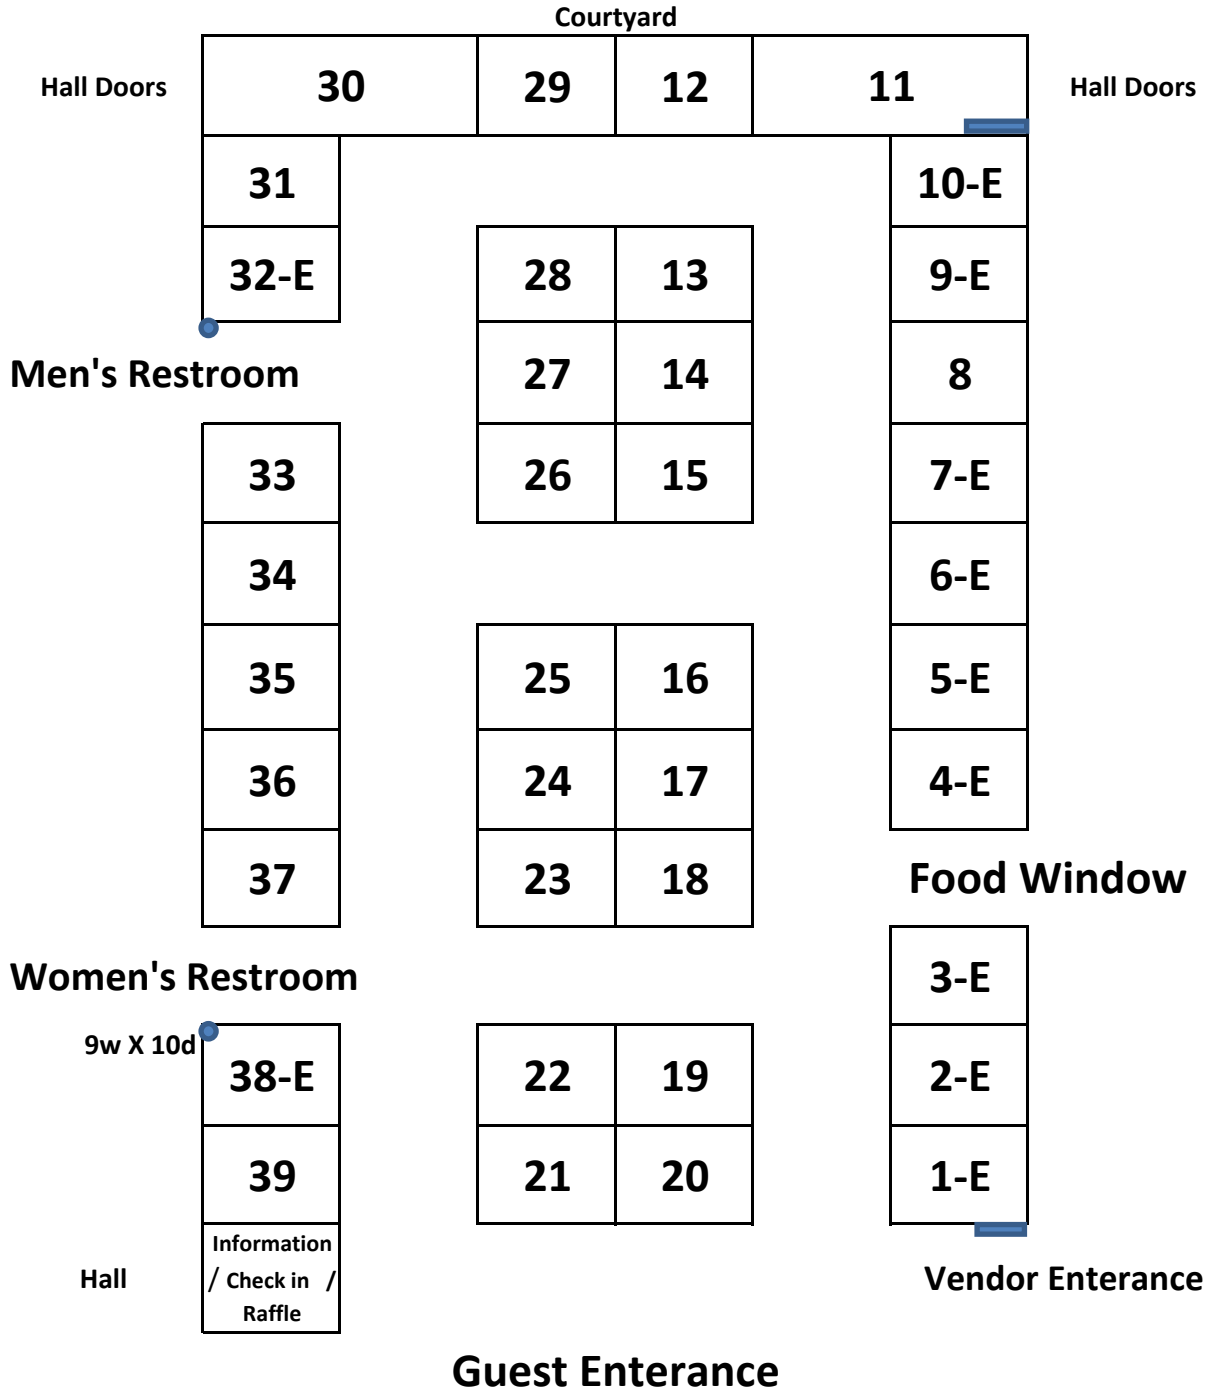 Courtyard
Hall Doors 30 29 12 11 Hall Doors
31 10-E
32-E 28 13 9-E
Men's Restroom 27 14 8
33 26 15 7-E
34 6-E
35 25 16 5-E
36 24 17 4-E
37 23 18 Food Window
Women's Restroom 3-E
9w X 10d
38-E 22 19 2-E
39 21 20 1-E
Information
Hall / Check in / Vendor Enterance
Raffle
Guest Enterance